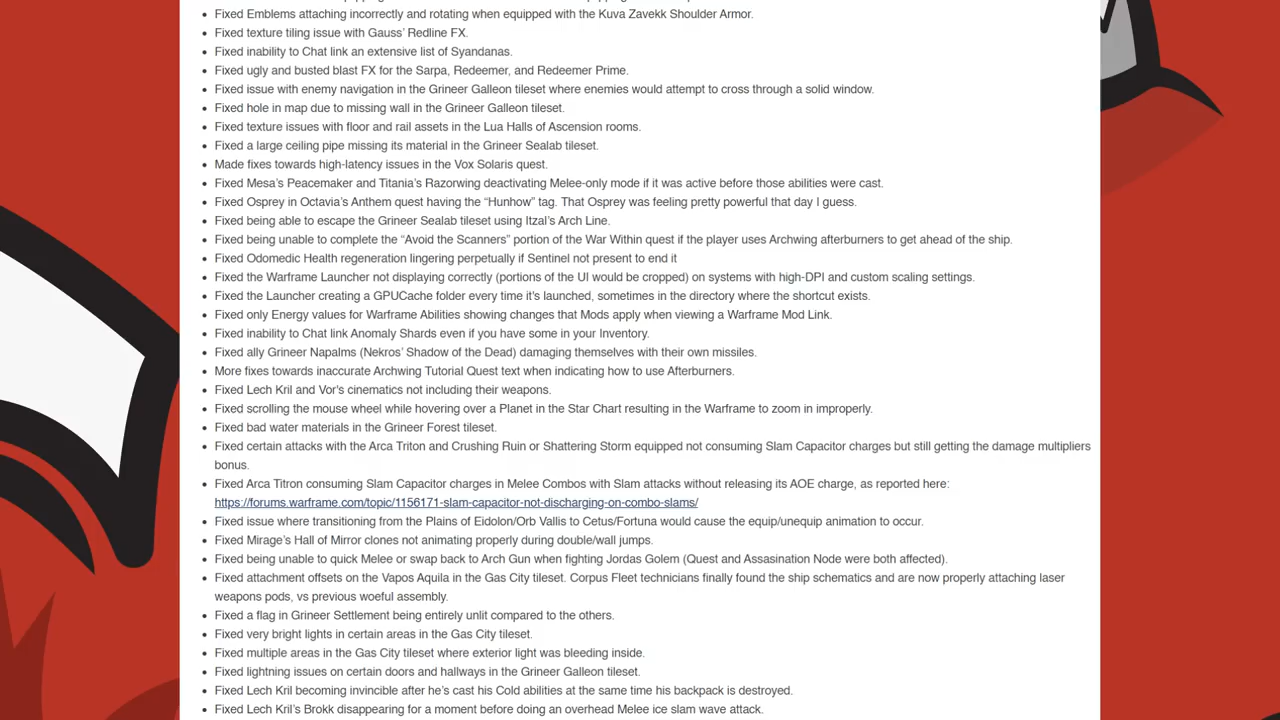 Fixed Emblems attaching incorrectly and rotating when equipped with the Kuva Zavekk Shoulder Armor.
Fixed texture tiling issue with Gauss' Redline FX.
Fixed inability to Chat link an extensive list of Syandanas.
Fixed ugly and busted blast FX for the Sarpa, Redeemer, and Redeemer Prime.
Fixed issue with enemy navigation in the Grineer Galleon tileset where enemies would attempt to cross through a solid window.
Fixed hole in map due to missing wall in the Grineer Galleon tileset.
Fixed texture issues with floor and rail assets in the Lua Halls of Ascension rooms.
Fixed a large ceiling pipe missing its material in the Grineer Sealab tileset.
Made fixes towards high-latency issues in the Vox Solaris quest.
Fixed Mesa's Peacemaker and Titania's Razorwing deactivating Melee-only mode if it was active before those abilities were cast.
Fixed Osprey in Octavia's Anthem quest having the “Hunhow” tag. That Osprey was feeling pretty powerful that day I guess.
Fixed being able to escape the Grineer Sealab tileset using Itzal's Arch Line.
Fixed being unable to complete the “Avoid the Scanners” portion of the War Within quest if the player uses Archwing afterburners to get ahead of the ship.
Fixed Odomedic Health regeneration lingering perpetually if Sentinel not present to end it
Fixed the Warframe Launcher not displaying correctly (portions of the UI would be cropped) on systems with high-DPI and custom scaling settings.
Fixed the Launcher creating a GPUCache folder every time it's launched, sometimes in the directory where the shortcut exists.
Fixed only Energy values for Warframe Abilities showing changes that Mods apply when viewing a Warframe Mod Link.
Fixed inability to Chat link Anomaly Shards even if you have some in your Inventory.
Fixed ally Grineer Napalms (Nekros' Shadow of the Dead) damaging themselves with their own missiles.
More fixes towards inaccurate Archwing Tutorial Quest text when indicating how to use Afterburners.
Fixed Lech Kril and Vor's cinematics not including their weapons.
Fixed scrolling the mouse wheel while hovering over a Planet in the Star Chart resulting in the Warframe to zoom in improperly.
Fixed bad water materials in the Grineer Forest tileset.
Fixed certain attacks with the Arca Triton and Crushing Ruin or Shattering Storm equipped not consuming Slam Capacitor charges but still getting the damage multipliers
bonus.
Fixed Arca Titron consuming Slam Capacitor charges in Melee Combos with Slam attacks without releasing its AOE charge, as reported here:
https://forums.warframe.com/topic/1156171-slam-capacitor-not-discharging-on-combo-slams/
Fixed issue where transitioning from the Plains of Eidolon/Orb Vallis to Cetus/Fortuna would cause the equip/unequip animation to occur.
Fixed Mirage's Hall of Mirror clones not animating properly during double/wall jumps.
Fixed being unable to quick Melee or swap back to Arch Gun when fighting Jordas Golem (Quest and Assasination Node were both affected).
Fixed attachment offsets on the Vapos Aquila in the Gas City tileset. Corpus Fleet technicians finally found the ship schematics and are now properly attaching laser
weapons pods, vs previous woeful assembly.
Fixed a flag in Grineer Settlement being entirely unlit compared to the others.
Fixed very bright lights in certain areas in the Gas City tileset.
Fixed multiple areas in the Gas City tileset where exterior light was bleeding inside.
Fixed lightning issues on certain doors and hallways in the Grineer Galleon tileset.
Fixed Lech Kril becoming invincible after he's cast his Cold abilities at the same time his backpack is destroyed.
Fixed Lech Kril's Brokk disappearing for a moment before doing an overhead Melee ice slam wave attack.